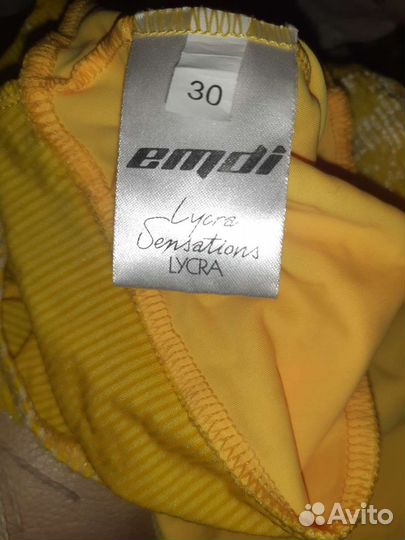 30
emdi
Lycra
Sensations
LYCRA
Avito